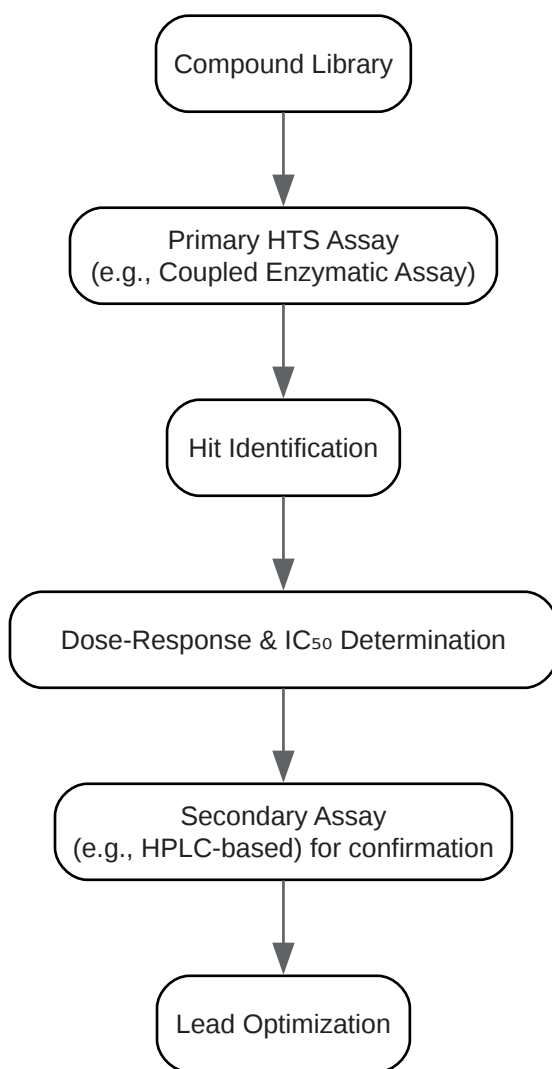 Compound Library
Primary HTS Assay
(e.g., Coupled Enzymatic Assay)
Hit Identification
Dose-Response & IC₅₀ Determination
Secondary Assay
(e.g., HPLC-based) for confirmation
Lead Optimization